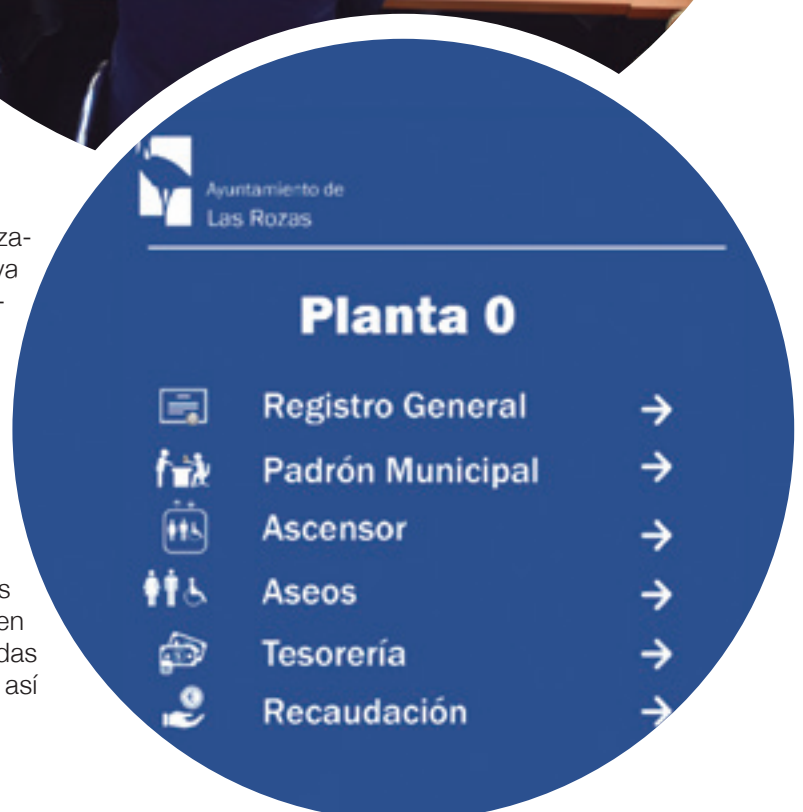 za-
va
-
Ayuntamiento de
Las Rozas
Planta 0
Registro General →
Padrón Municipal →
Ascensor →
Aseos →
Tesorería →
Recaudación →
s
en
das
así